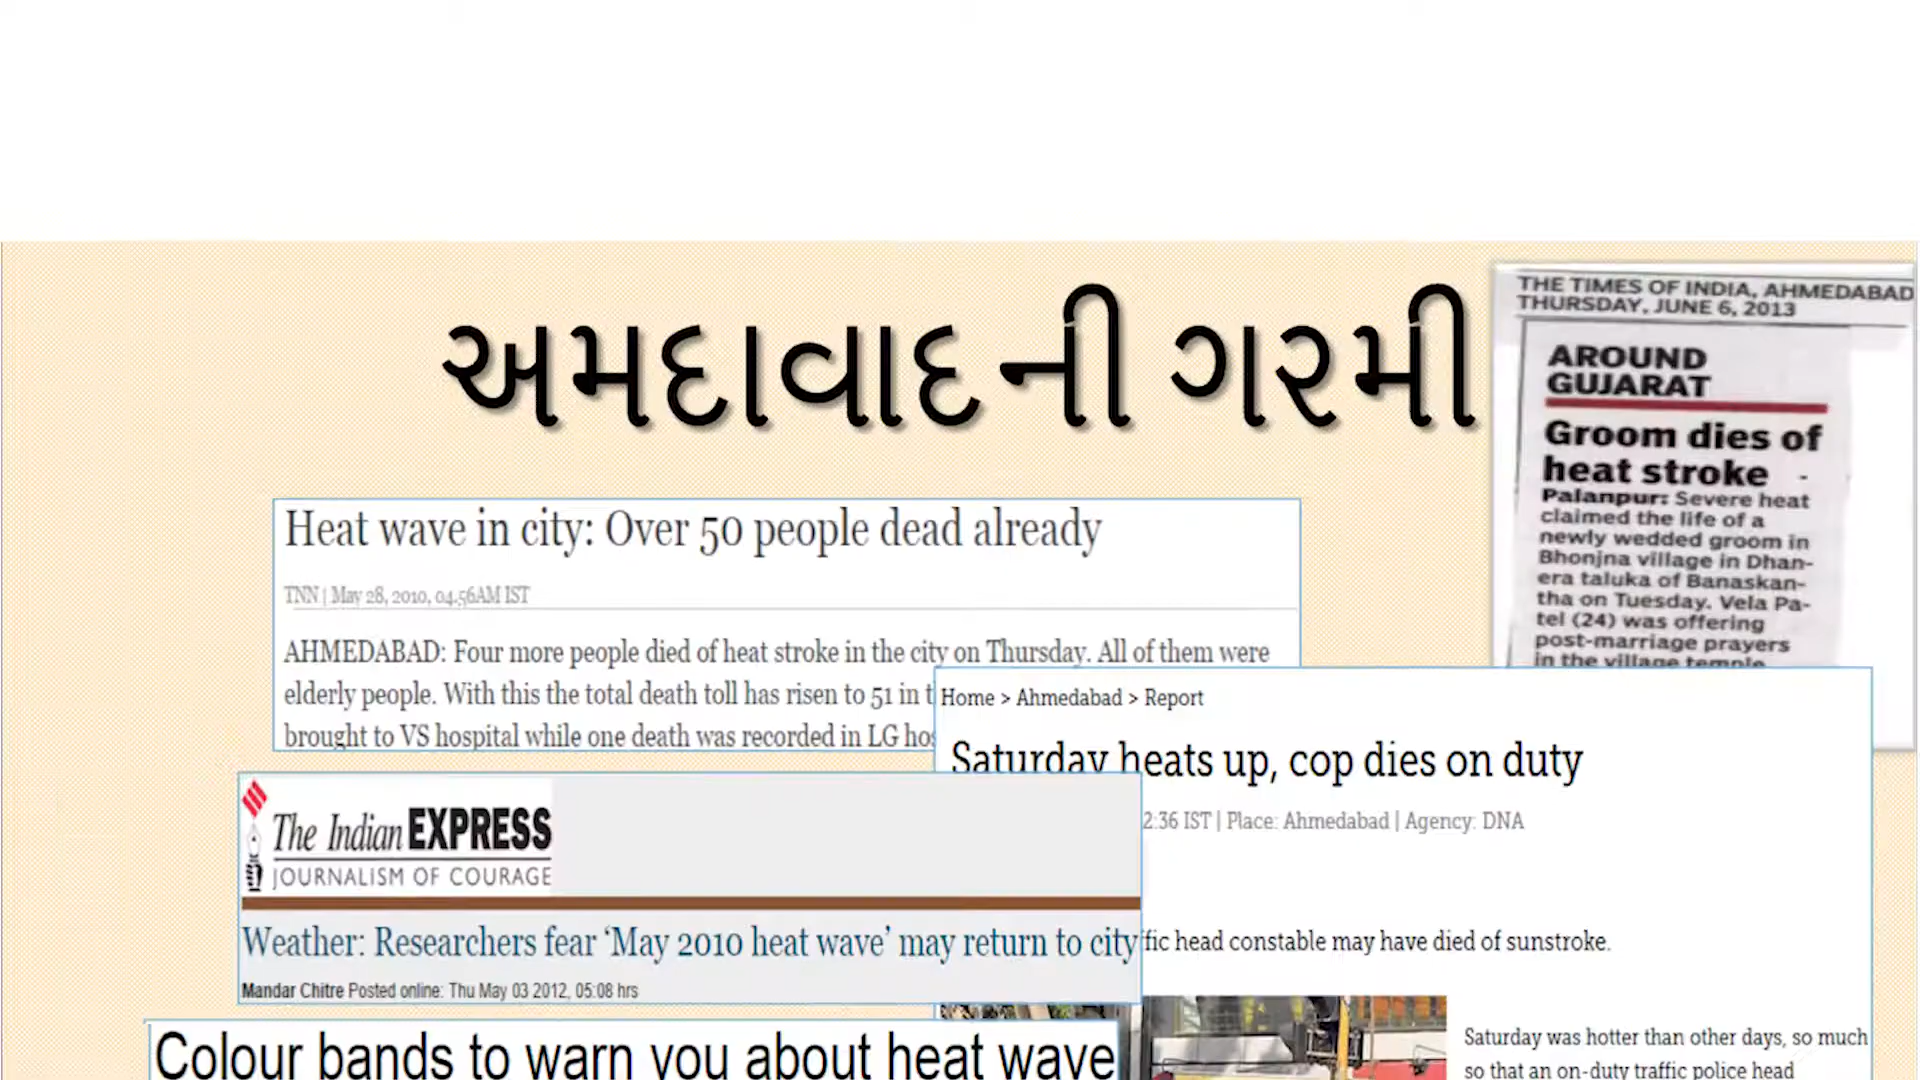 અમદાવાદની ગરમી
THE TIMES OF INDIA, AHMEDABAD
THURSDAY, JUNE 6, 2013
AROUND
GUJARAT
Groom dies of
heat stroke
Palanpur: Severe heat
claimed the life of a
newly wedded groom in
Bhonjna village in Dhan-
era taluka of Banaskan-
tha on Tuesday. Vela Pa-
tel (24) was offering
post-marriage prayers
in the village temple
Heat wave in city: Over 50 people dead already
TNN | May 28, 2010, 04.56AM IST
AHMEDABAD: Four more people died of heat stroke in the city on Thursday. All of them were
elderly people. With this the total death toll has risen to 51 in
brought to VS hospital while one death was recorded in LG
Home > Ahmedabad > Report
Saturday heats up, cop dies on duty
2:36 IST | Place: Ahmedabad | Agency: DNA
fic head constable may have died of sunstroke.
Saturday was hotter than other days, so much
so that an on-duty traffic police head
The Indian EXPRESS
JOURNALISM OF COURAGE
Weather: Researchers fear ‘May 2010 heat wave’ may return to city
Mandar Chitre Posted online: Thu May 03 2012, 05:08 hrs
Colour bands to warn you about heat wave